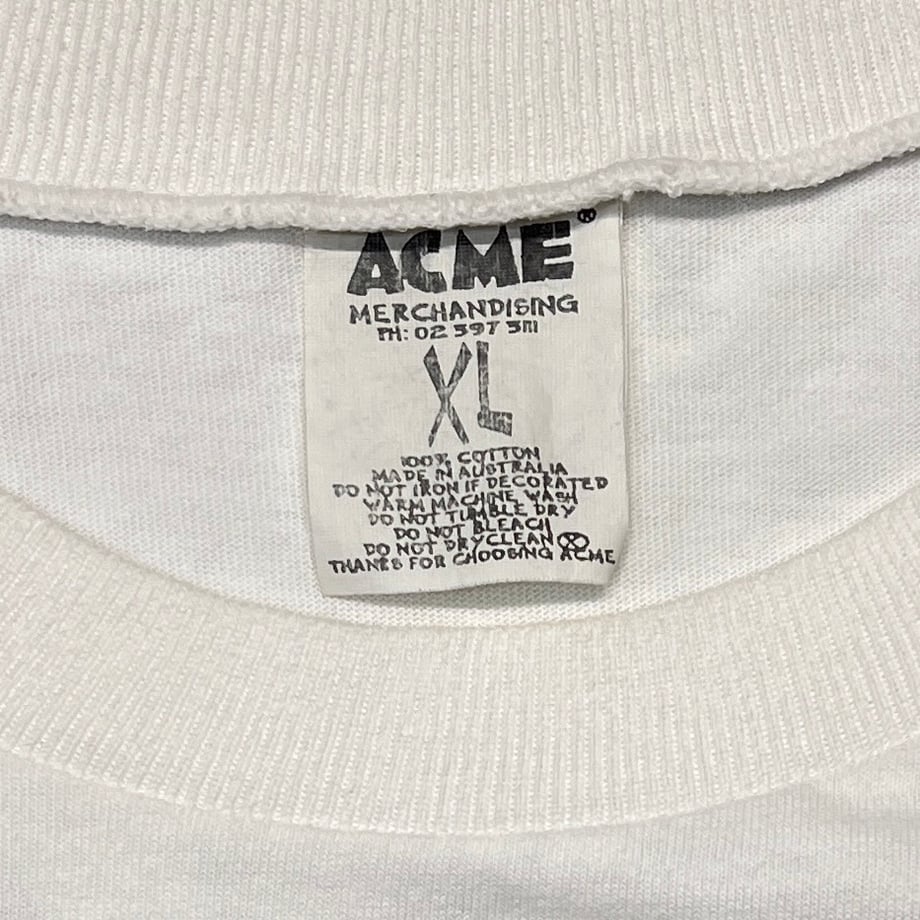 ACME®
MERCHANDISING
PH: 02 597 5111
XL
100% COTTON
MADE IN AUSTRALIA
DO NOT IRON IF DECORATED
WARM MACHINE WASH
DO NOT TUMBLE DRY
DO NOT BLEACH
DO NOT DRYCLEAN
THANKS FOR CHOOSING ACME